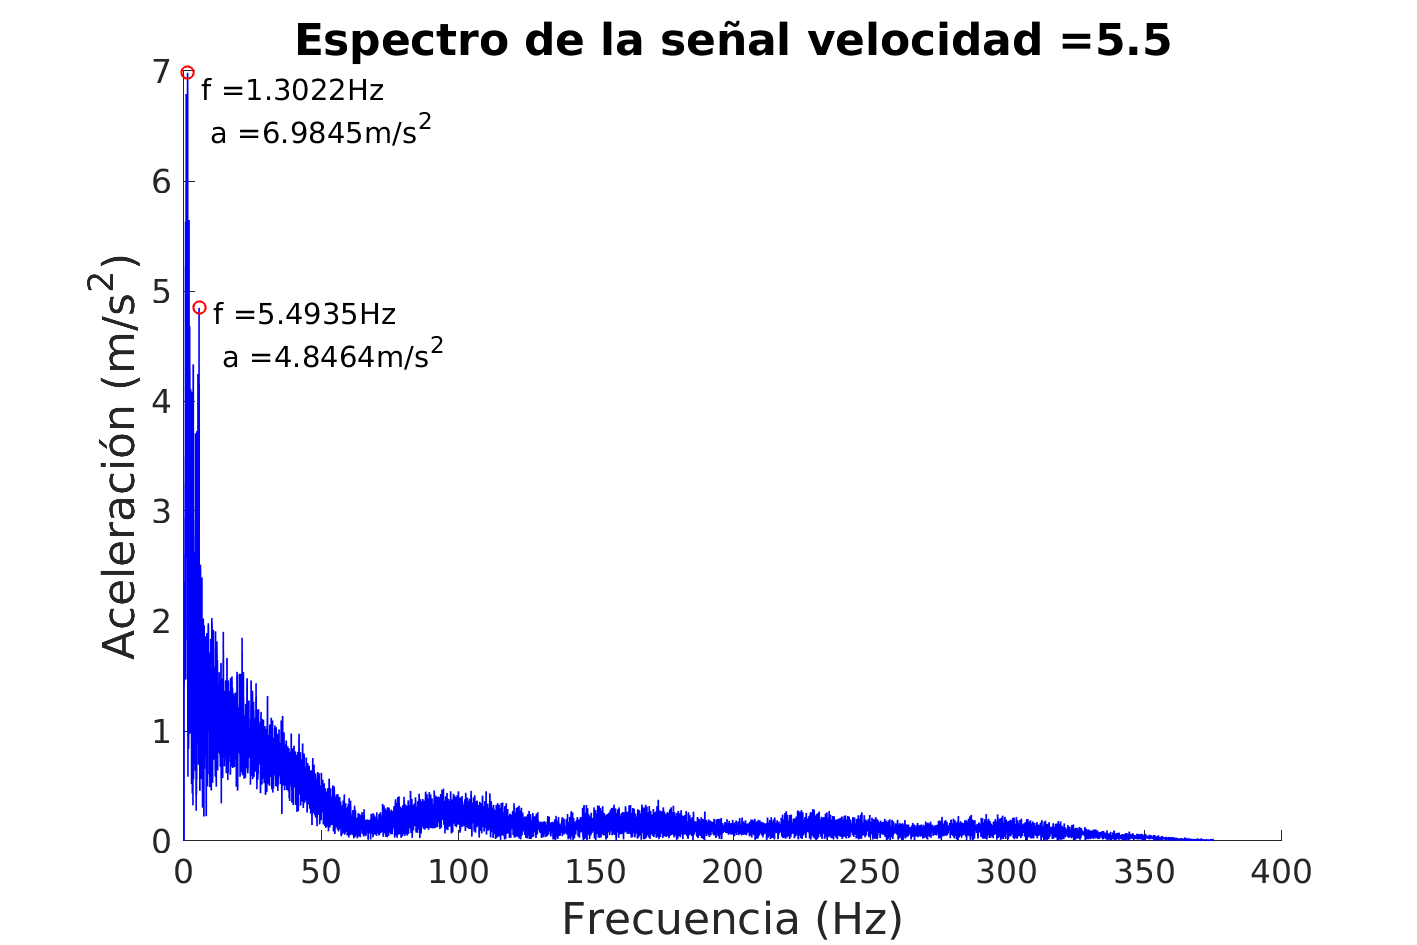 Espectro de la señal velocidad =5.5
7
f =1.3022Hz
a =6.9845m/s²
6
5
f =5.4935Hz
a =4.8464m/s²
4
3
2
1
0
Aceleración (m/s²)
0 50 100 150 200 250 300 350 400
Frecuencia (Hz)